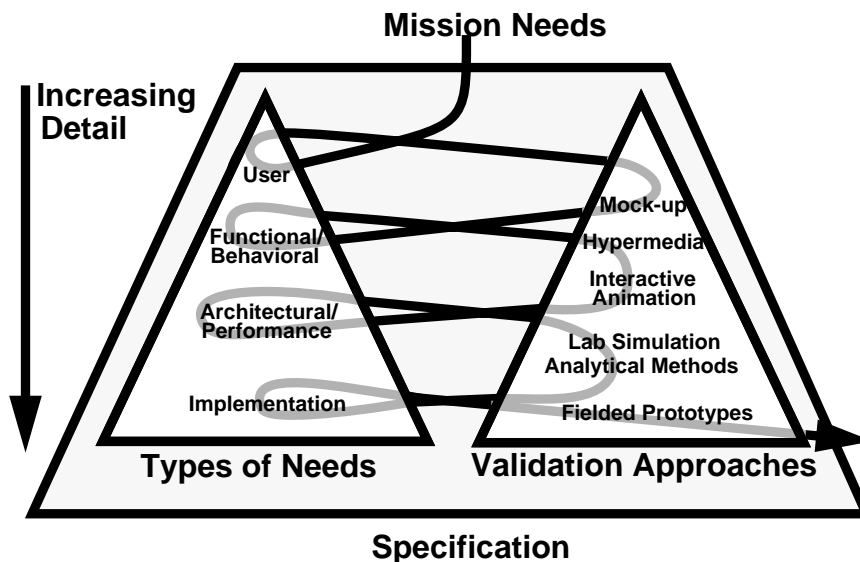 Mission Needs
Increasing
Detail
User
Functional/
Behavioral
Architectural/
Performance
Implementation
Mock-up
Hypermedia
Interactive
Animation
Lab Simulation
Analytical Methods
Fielded Prototypes
Types of Needs
Validation Approaches
Specification